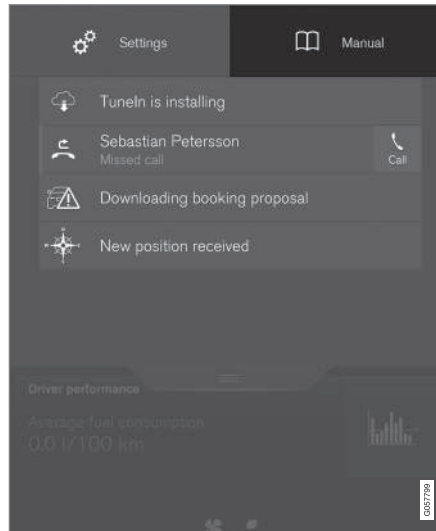 Settings
Manual
TuneIn is installing
Sebastian Petersson
Missed call
Call
Downloading booking proposal
New position received
Driver performance
Average fuel consumption
0.0 l/100 km
G057799